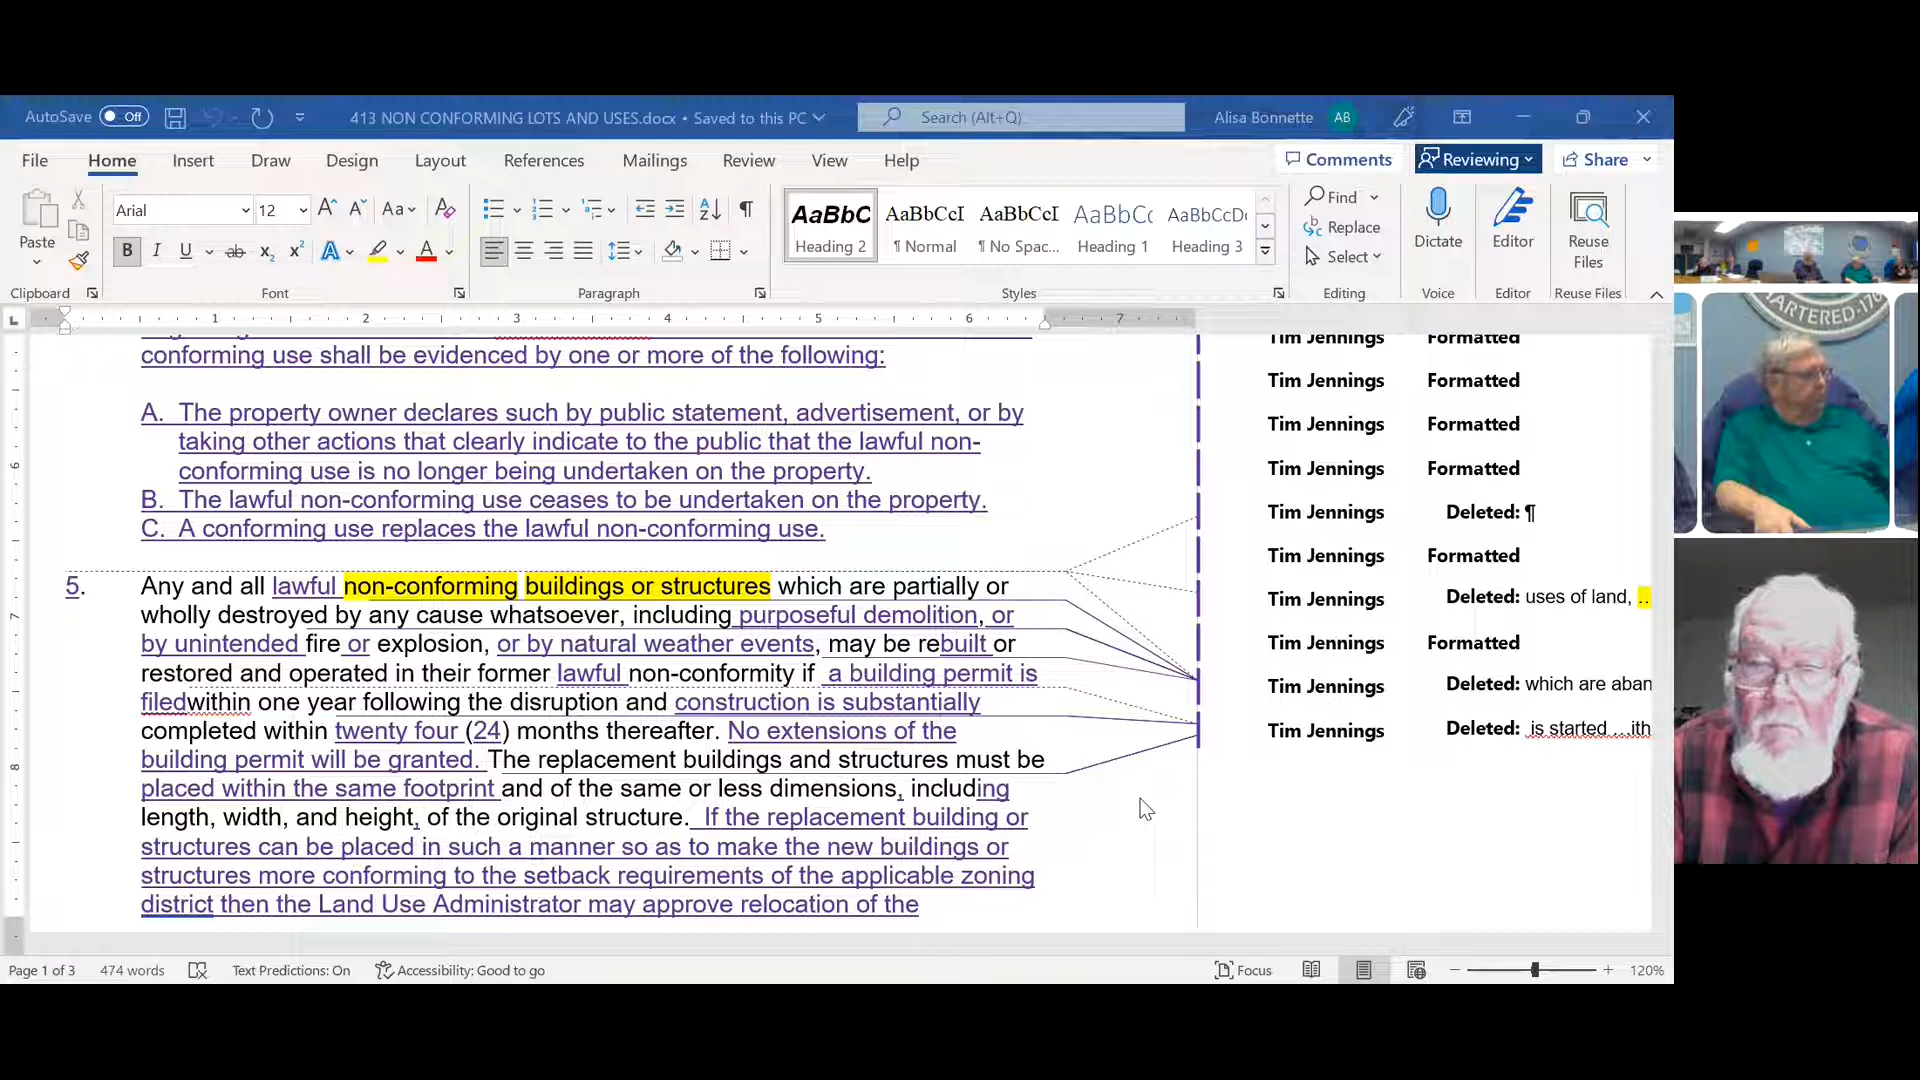 AutoSave Off 413 NON CONFORMING LOTS AND USES.docx • Saved to this PC Search (Alt+Q) Alisa Bonnette AB
File Home Insert Draw Design Layout References Mailings Review View Help Comments Reviewing Share
Arial 12 Aa AaBbC AaBbCcI AaBbCcI AaBbCc AaBbCcD Find
Paste Heading 2 ¶ Normal ¶ No Spac... Heading 1 Heading 3 Replace Dictate Editor Reuse Files
B I U ab x₂ x² A A Select
Clipboard Font Paragraph Styles Editing Voice Editor Reuse Files
1 2 3 4 5 6 7
conforming use shall be evidenced by one or more of the following:
A. The property owner declares such by public statement, advertisement, or by
taking other actions that clearly indicate to the public that the lawful non-
conforming use is no longer being undertaken on the property.
B. The lawful non-conforming use ceases to be undertaken on the property.
C. A conforming use replaces the lawful non-conforming use.
5. Any and all lawful non-conforming buildings or structures which are partially or
wholly destroyed by any cause whatsoever, including purposeful demolition, or
by unintended fire or explosion, or by natural weather events, may be rebuilt or
restored and operated in their former lawful non-conformity if a building permit is
filedwithin one year following the disruption and construction is substantially
completed within twenty four (24) months thereafter. No extensions of the
building permit will be granted. The replacement buildings and structures must be
placed within the same footprint and of the same or less dimensions, including
length, width, and height, of the original structure. If the replacement building or
structures can be placed in such a manner so as to make the new buildings or
structures more conforming to the setback requirements of the applicable zoning
district then the Land Use Administrator may approve relocation of the
Tim Jennings Formatted
Tim Jennings Formatted
Tim Jennings Formatted
Tim Jennings Formatted
Tim Jennings Deleted: ¶
Tim Jennings Formatted
Tim Jennings Deleted: uses of land, ..
Tim Jennings Formatted
Tim Jennings Deleted: which are aban
Tim Jennings Deleted: is started ...ith
6
7
8
Page 1 of 3 474 words Text Predictions: On Accessibility: Good to go Focus 120%